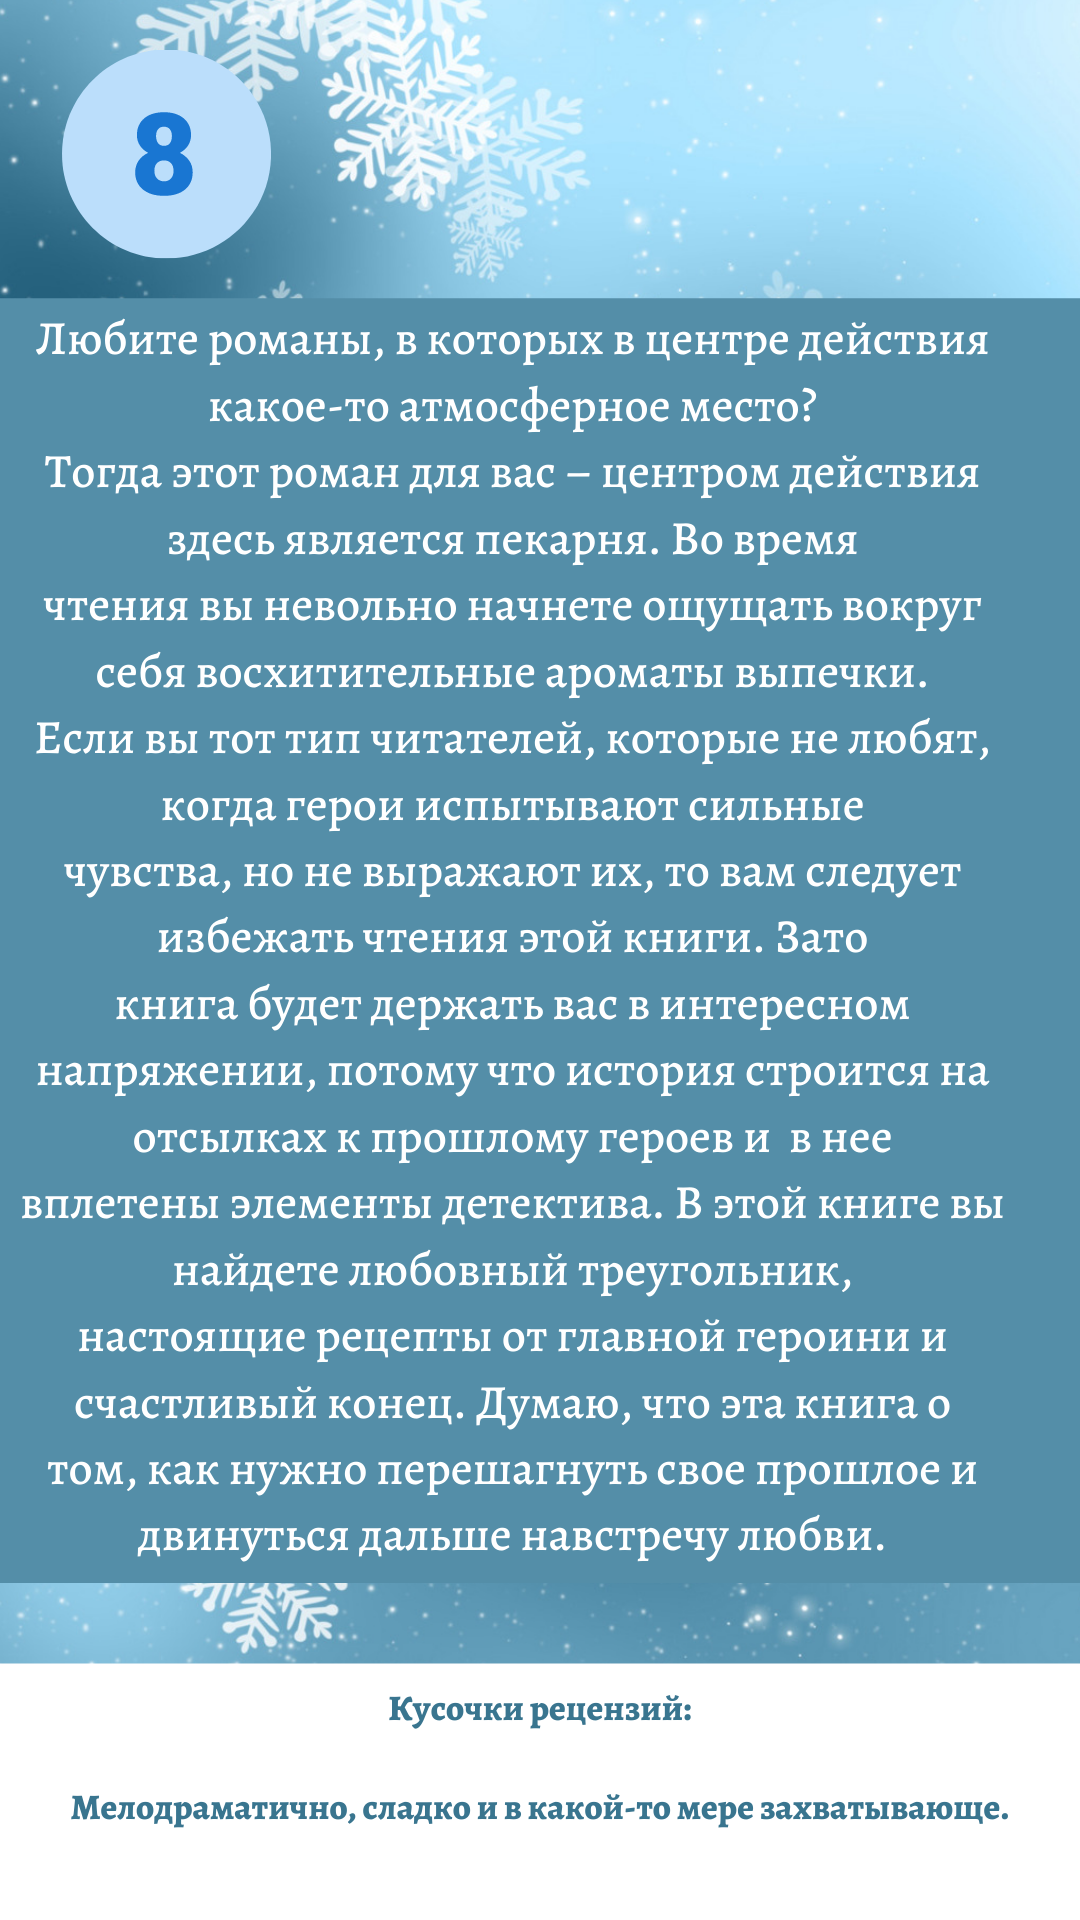 8
Любите романы, в которых в центре действия
какое-то атмосферное место?
Тогда этот роман для вас – центром действия
здесь является пекарня. Во время
чтения вы невольно начнете ощущать вокруг
себя восхитительные ароматы выпечки.
Если вы тот тип читателей, которые не любят,
когда герои испытывают сильные
чувства, но не выражают их, то вам следует
избежать чтения этой книги. Зато
книга будет держать вас в интересном
напряжении, потому что история строится на
отсылках к прошлому героев и  в нее
вплетены элементы детектива. В этой книге вы
найдете любовный треугольник,
настоящие рецепты от главной героини и
счастливый конец. Думаю, что эта книга о
том, как нужно перешагнуть свое прошлое и
двинуться дальше навстречу любви.
Кусочки рецензий:
Мелодраматично, сладко и в какой-то мере захватывающе.